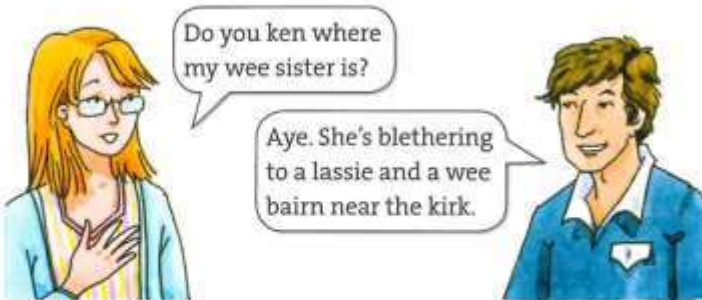 Do you ken where
my wee sister is?
Aye. She's blethering
to a lassie and a wee
bairn near the kirk.